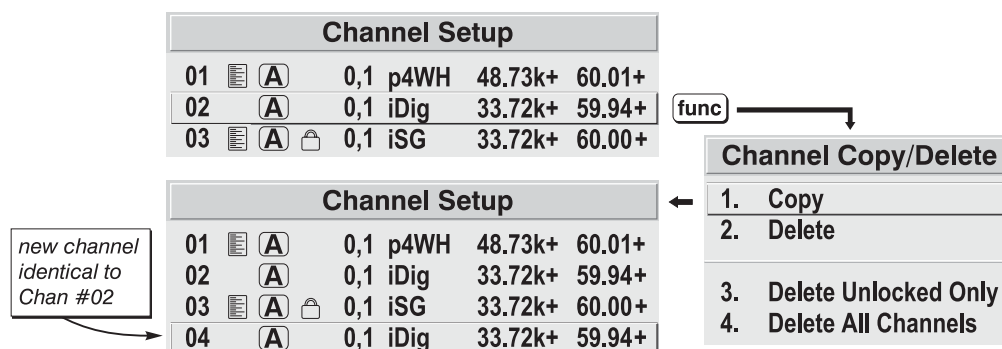 Channel Setup
01 A 0,1 p4WH 48.73k+ 60.01+
02 A 0,1 iDig 33.72k+ 59.94+
03 A 0,1 iSG 33.72k+ 60.00+
func
Channel Copy/Delete
1. Copy
2. Delete
3. Delete Unlocked Only
4. Delete All Channels
Channel Setup
01 A 0,1 p4WH 48.73k+ 60.01+
02 A 0,1 iDig 33.72k+ 59.94+
03 A 0,1 iSG 33.72k+ 60.00+
04 A 0,1 iDig 33.72k+ 59.94+
new channel
identical to
Chan #02